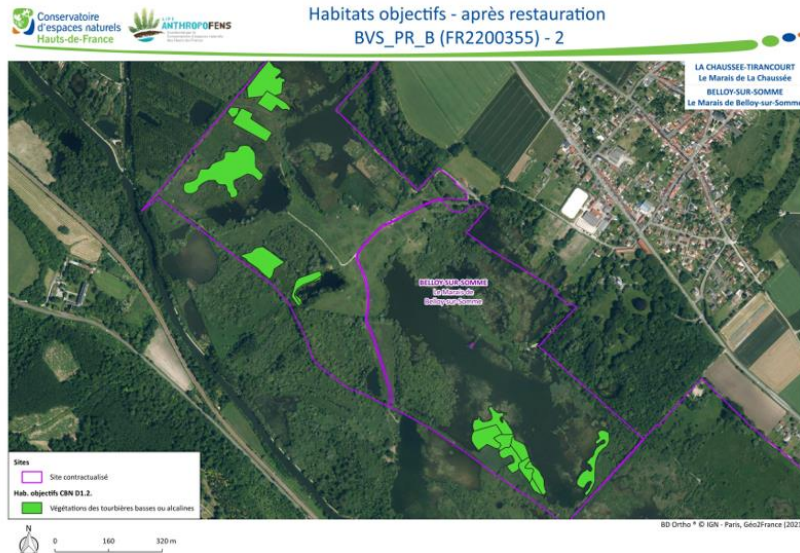 Conservatoire
d'espaces naturels
Hauts-de-France
LIFE
ANTHROPOFENS
Habitats objectifs - après restauration
BVS_PR_B (FR2200355) - 2
LA CHAUSSEE-TIRANCOURT
Le Marais de La Chaussée
BELLOY-SUR-SOMME
Le Marais de Belloy-sur-Somme
BELLOY-SUR-SOMME
Le Marais de
Belloy-sur-Somme
Sites
Site contractualisé
Hab. objectifs CBN D1.2.
Végétations des tourbières basses ou alcalines
BD Ortho ® © IGN - Paris, Géo2France (2021
N
0 160 320 m